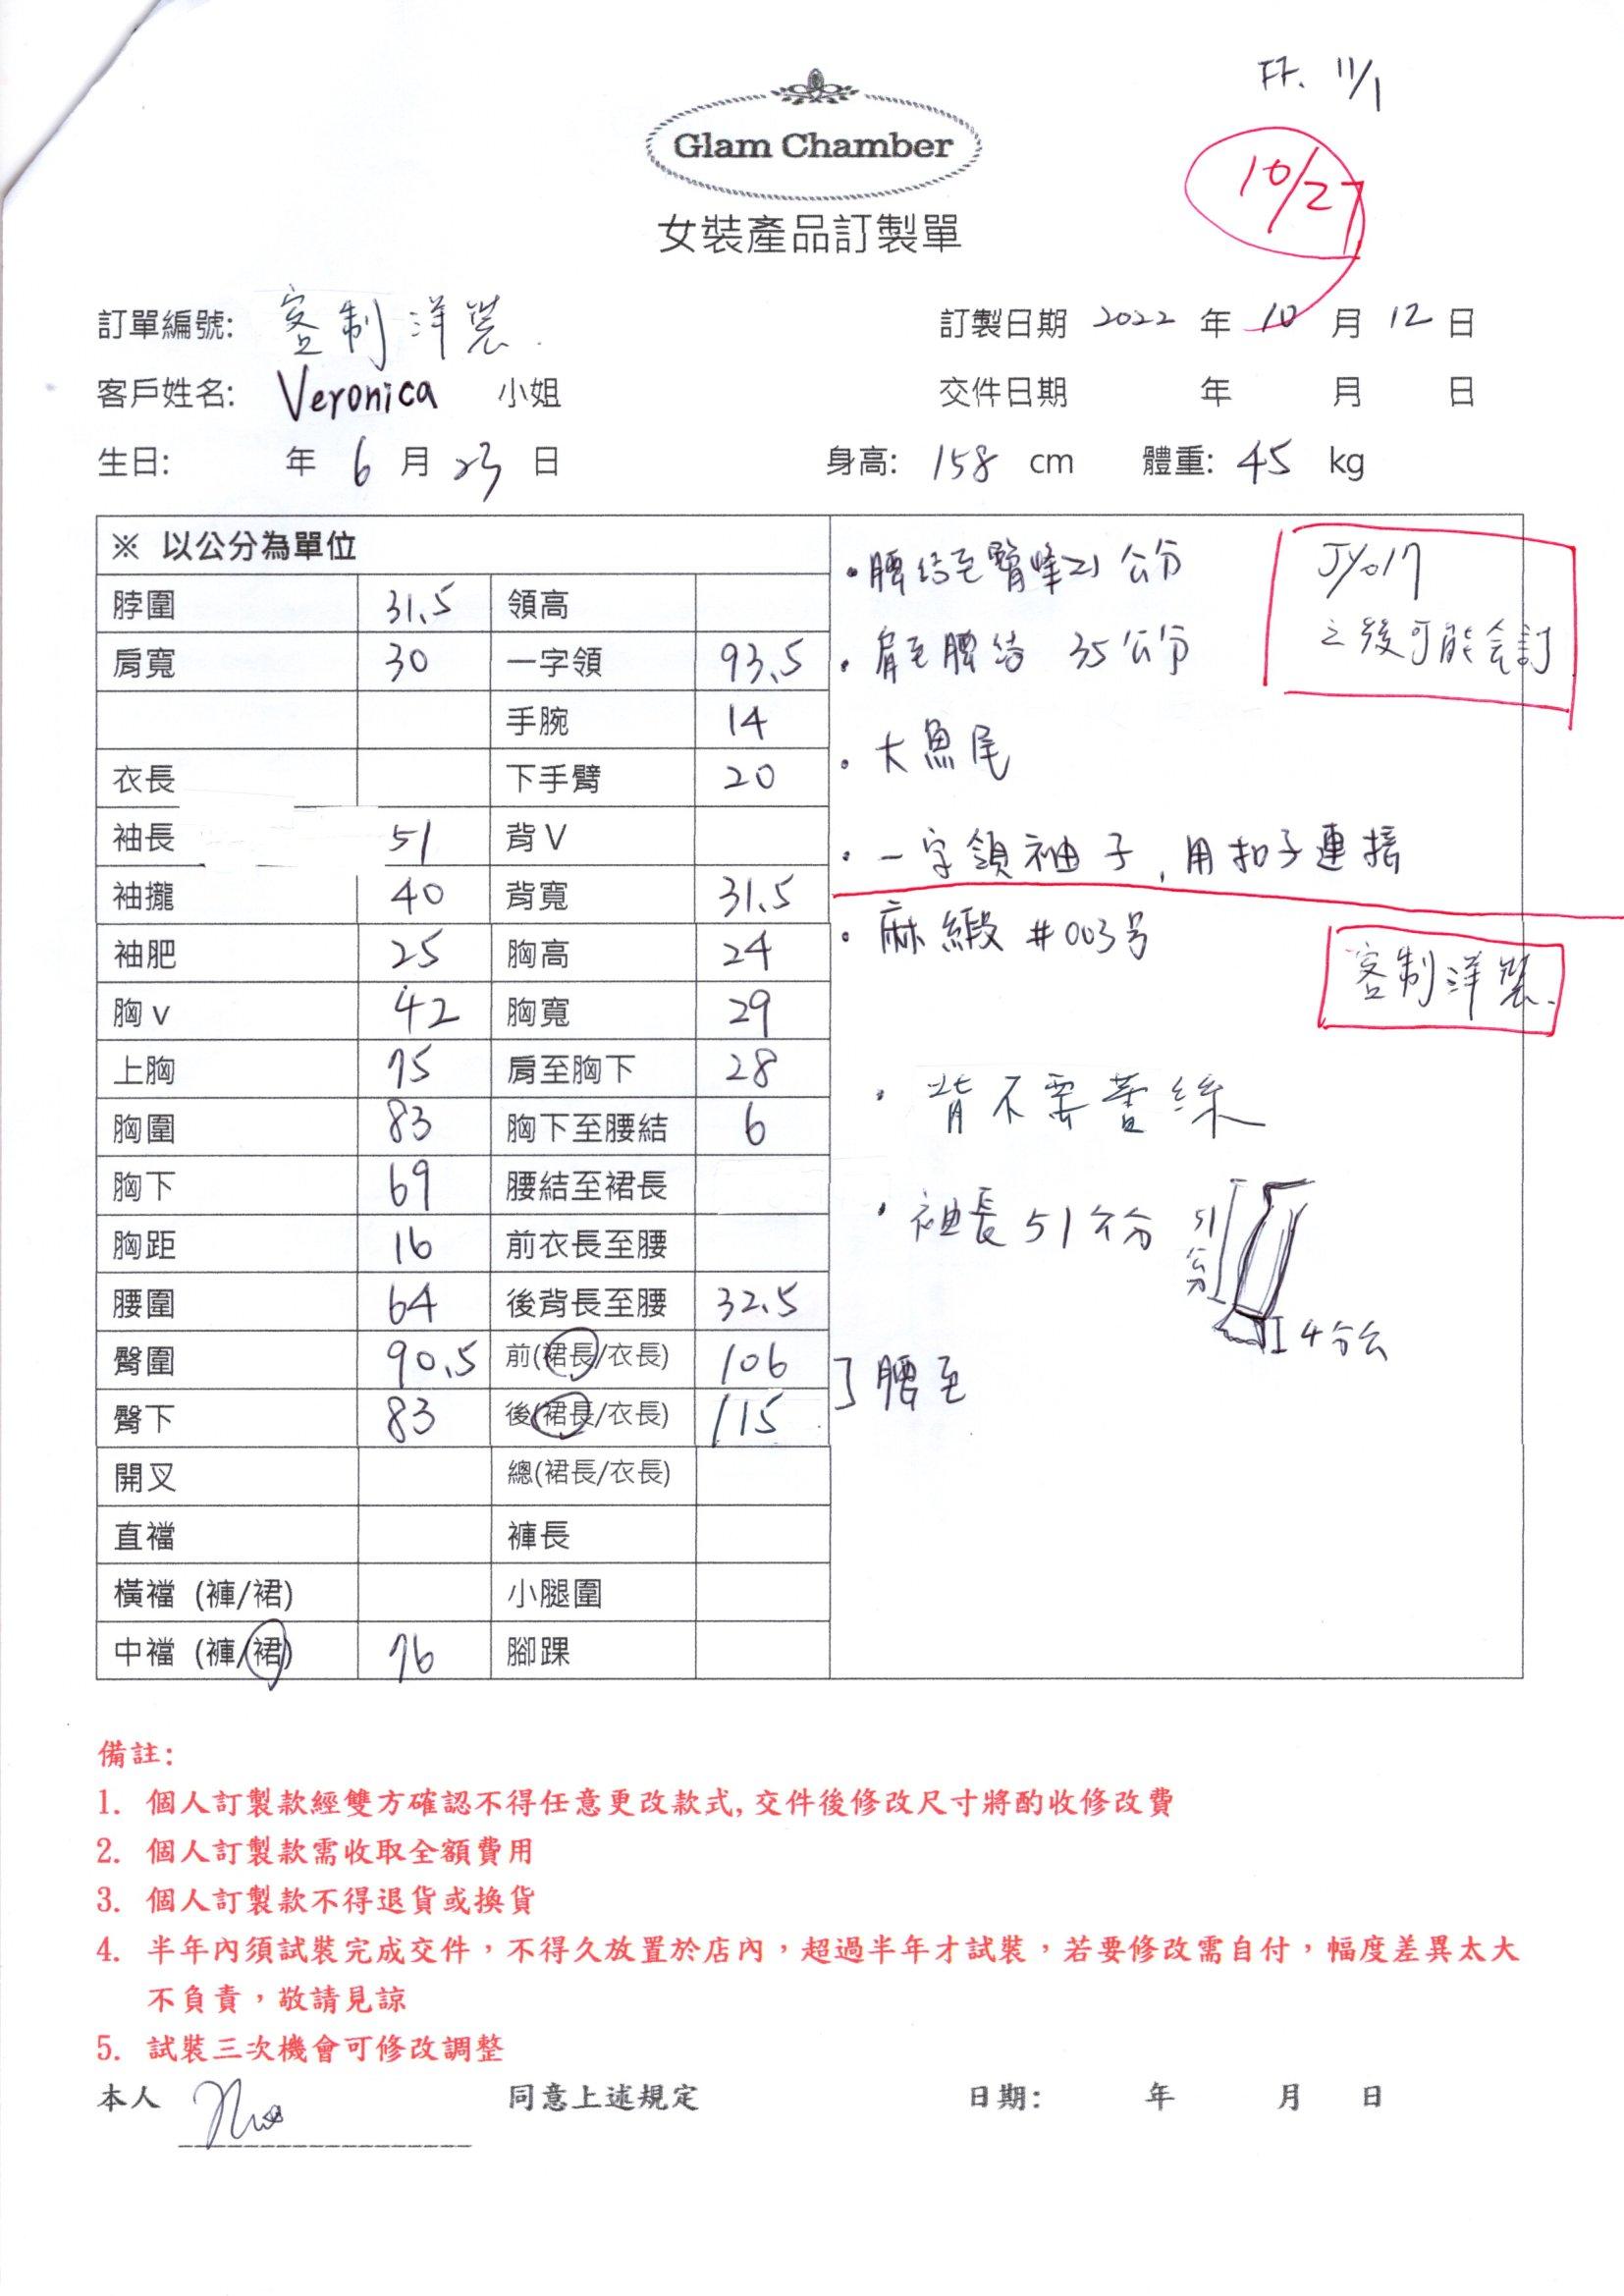 FF. 11/1
Glam Chamber
10/27
女裝產品訂製單
訂單編號: 客制洋裝.
訂製日期 2022 年 10 月 12 日
客戶姓名: Veronica 小姐
交件日期 年 月 日
生日: 年 6 月 23 日
身高: 158 cm 體重: 45 kg
※ 以公分為單位
脖圍 31.5 領高
肩寬 30 一字領 93.5
手腕 14
衣長 下手臂 20
袖長 51 背V
袖攏 40 背寬 31.5
袖肥 25 胸高 24
胸v 42 胸寬 29
上胸 75 肩至胸下 28
胸圍 83 胸下至腰結 6
胸下 69 腰結至裙長
胸距 16 前衣長至腰
腰圍 64 後背長至腰 32.5
臀圍 90.5 前(裙長/衣長) 106
臀下 83 後(裙長/衣長) 115
腰至
開叉 總(裙長/衣長)
直襠 褲長
橫襠 (褲/裙) 小腿圍
中襠 (褲/裙) 76 腳踝
・腰结至臀峰21公分
・肩至腰结 35公分
JY017
之後可能会訂
・大魚尾
・一字領袖子,用扣子連接
・麻緞 #003号
客制洋裝.
・背不要蕾絲
・袖長51公分
51公分
4公分
備註:
1. 個人訂製款經雙方確認不得任意更改款式,交件後修改尺寸將酌收修改費
2. 個人訂製款需收取全額費用
3. 個人訂製款不得退貨或換貨
4. 半年內須試裝完成交件，不得久放置於店內，超過半年才試裝，若要修改需自付，幅度差異太大
不負責，敬請見諒
5. 試裝三次機會可修改調整
本人 同意上述規定 日期: 年 月 日